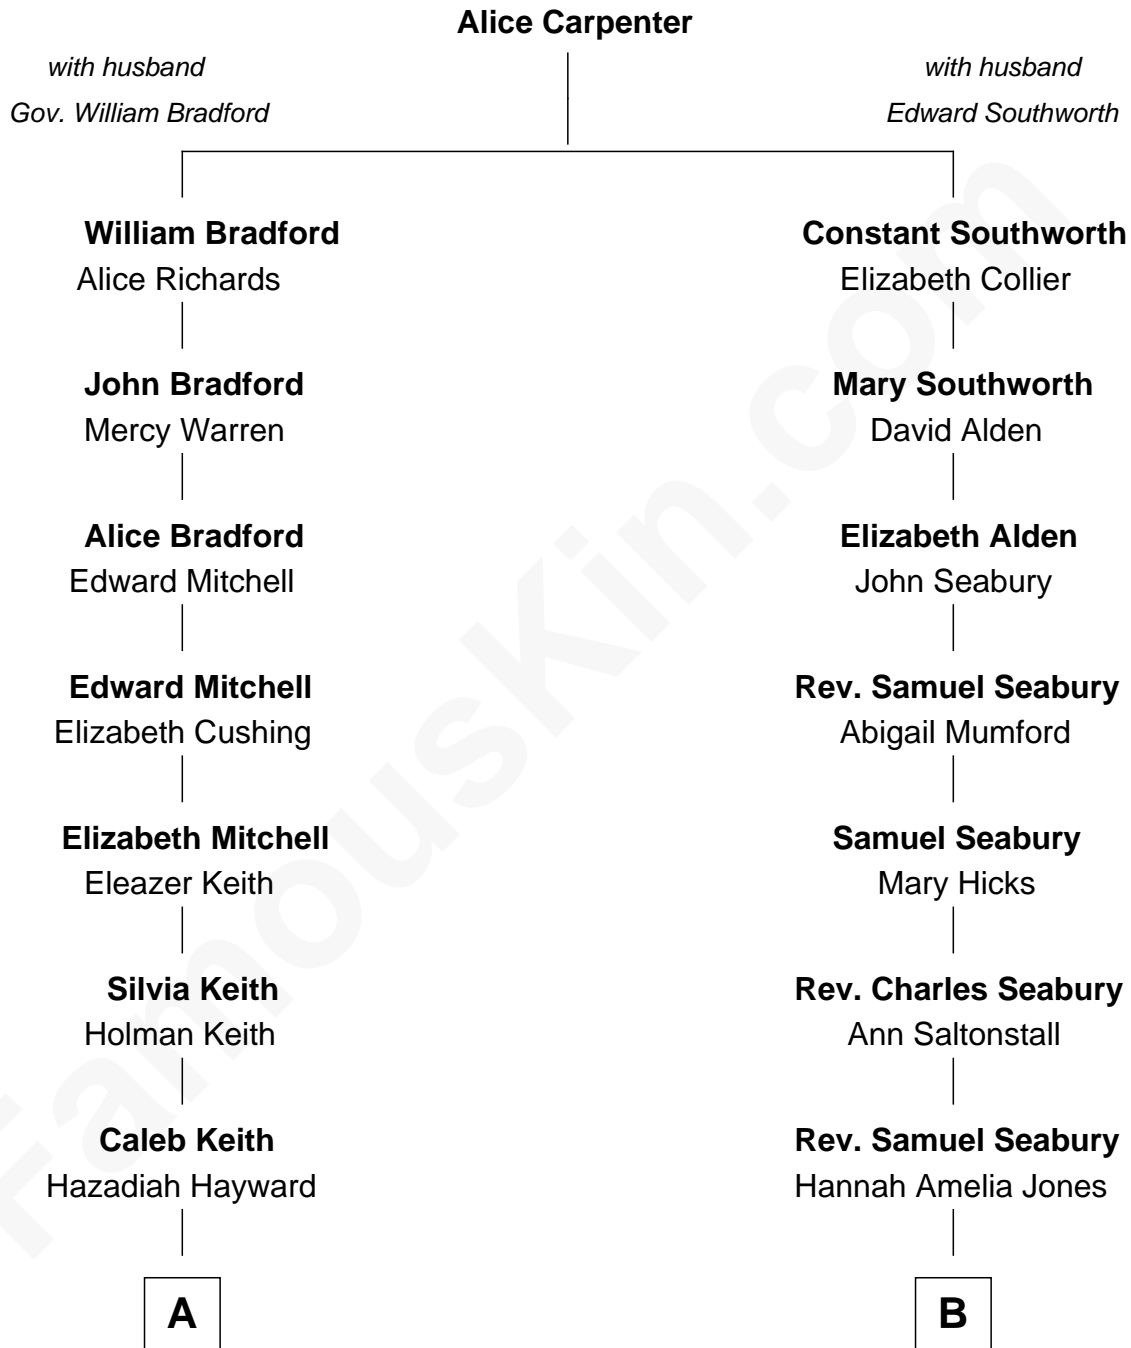 Alice Carpenter
with husband
Gov. William Bradford
with husband
Edward Southworth
William Bradford
Alice Richards
Constant Southworth
Elizabeth Collier
John Bradford
Mercy Warren
Mary Southworth
David Alden
Alice Bradford
Edward Mitchell
Elizabeth Alden
John Seabury
Edward Mitchell
Elizabeth Cushing
Rev. Samuel Seabury
Abigail Mumford
Elizabeth Mitchell
Eleazer Keith
Samuel Seabury
Mary Hicks
Silvia Keith
Holman Keith
Rev. Charles Seabury
Ann Saltonstall
Caleb Keith
Hazadiah Hayward
Rev. Samuel Seabury
Hannah Amelia Jones
A
B
FamousKin.com